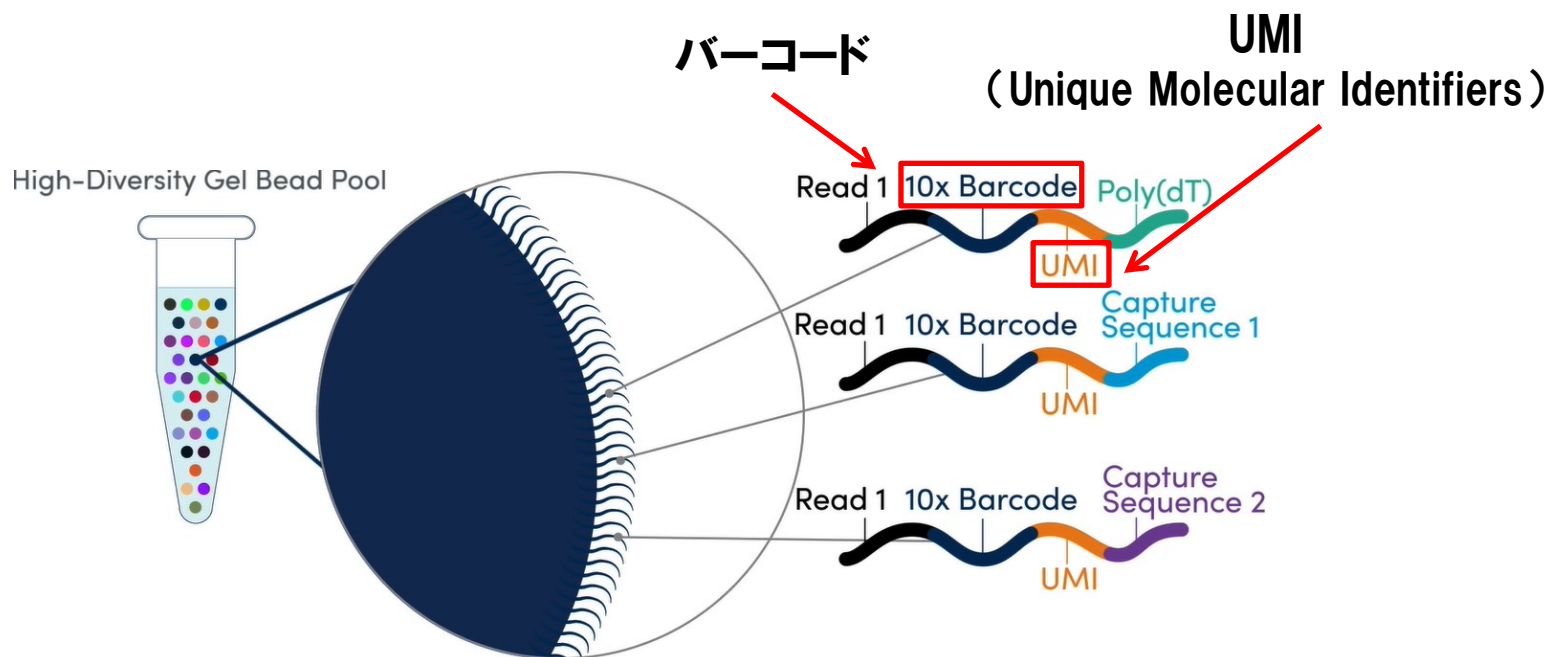 バーコード
UMI
（Unique Molecular Identifiers）
High-Diversity Gel Bead Pool
Read 1 10x Barcode Poly(dT)
UMI
Read 1 10x Barcode Capture
Sequence 1
UMI
Read 1 10x Barcode Capture
Sequence 2
UMI